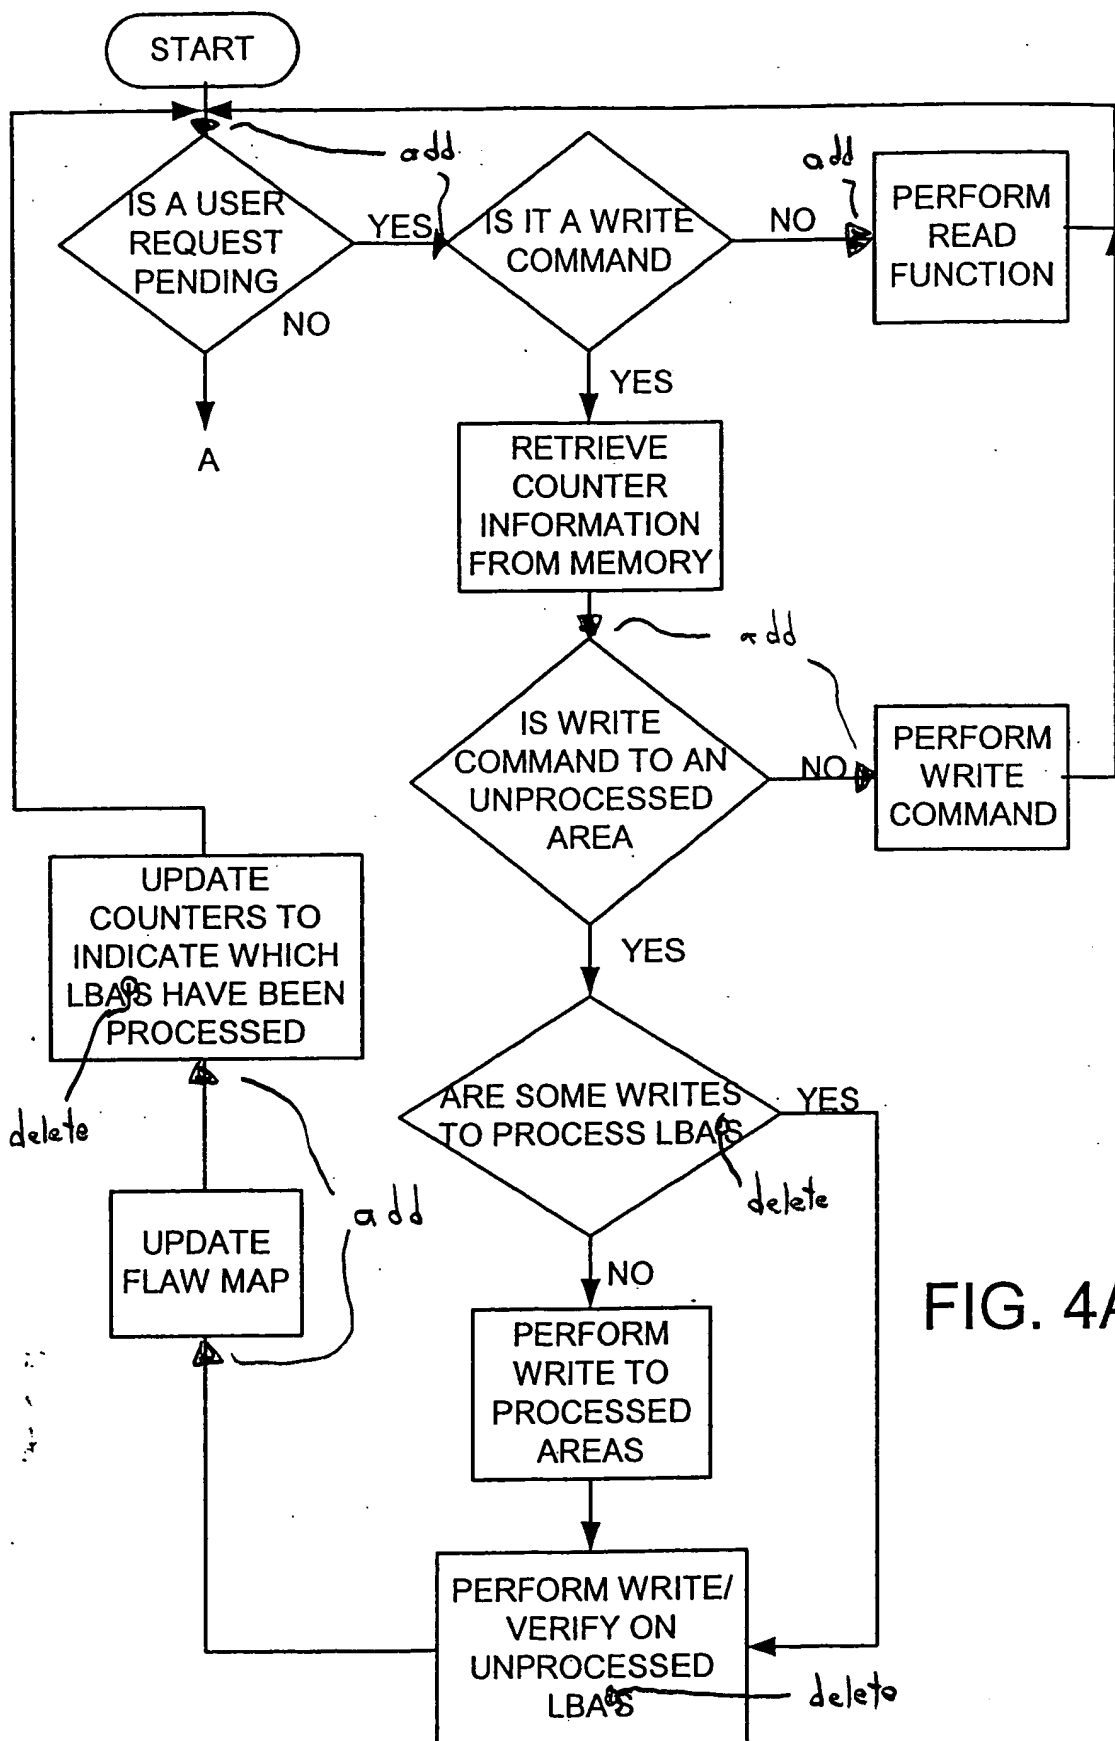 START
add
add
IS A USER
REQUEST
PENDING
YES
IS IT A WRITE
COMMAND
NO
PERFORM
READ
FUNCTION
NO
A
YES
RETRIEVE
COUNTER
INFORMATION
FROM MEMORY
add
IS WRITE
COMMAND TO AN
UNPROCESSED
AREA
NO
PERFORM
WRITE
COMMAND
UPDATE
COUNTERS TO
INDICATE WHICH
LBA'S HAVE BEEN
PROCESSED
delete
YES
ARE SOME WRITES
TO PROCESS LBA'S
YES
delete
add
UPDATE
FLAW MAP
NO
PERFORM
WRITE TO
PROCESSED
AREAS
FIG. 4A
PERFORM WRITE/
VERIFY ON
UNPROCESSED
LBA'S
delete